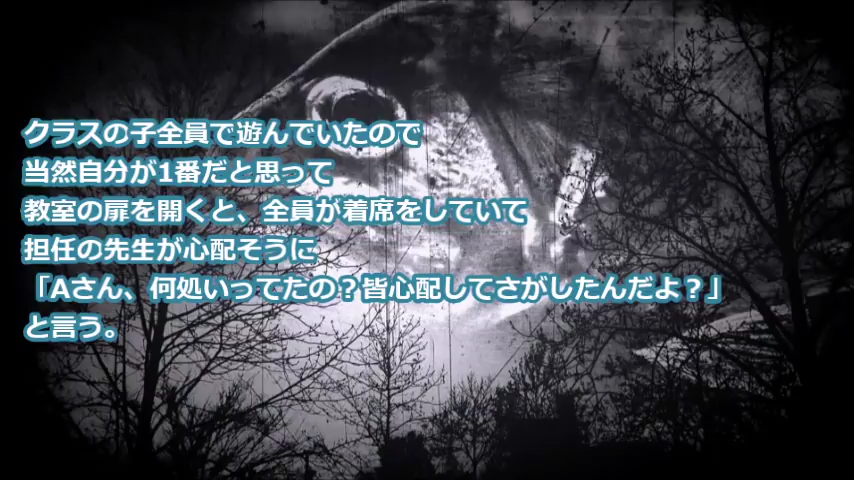 クラスの子全員で遊んでいたので
当然自分が1番だと思って
教室の扉を開くと、全員が着席をしていて
担任の先生が心配そうに
「Aさん、何処いってたの？皆心配してさがしたんだよ？」
と言う。